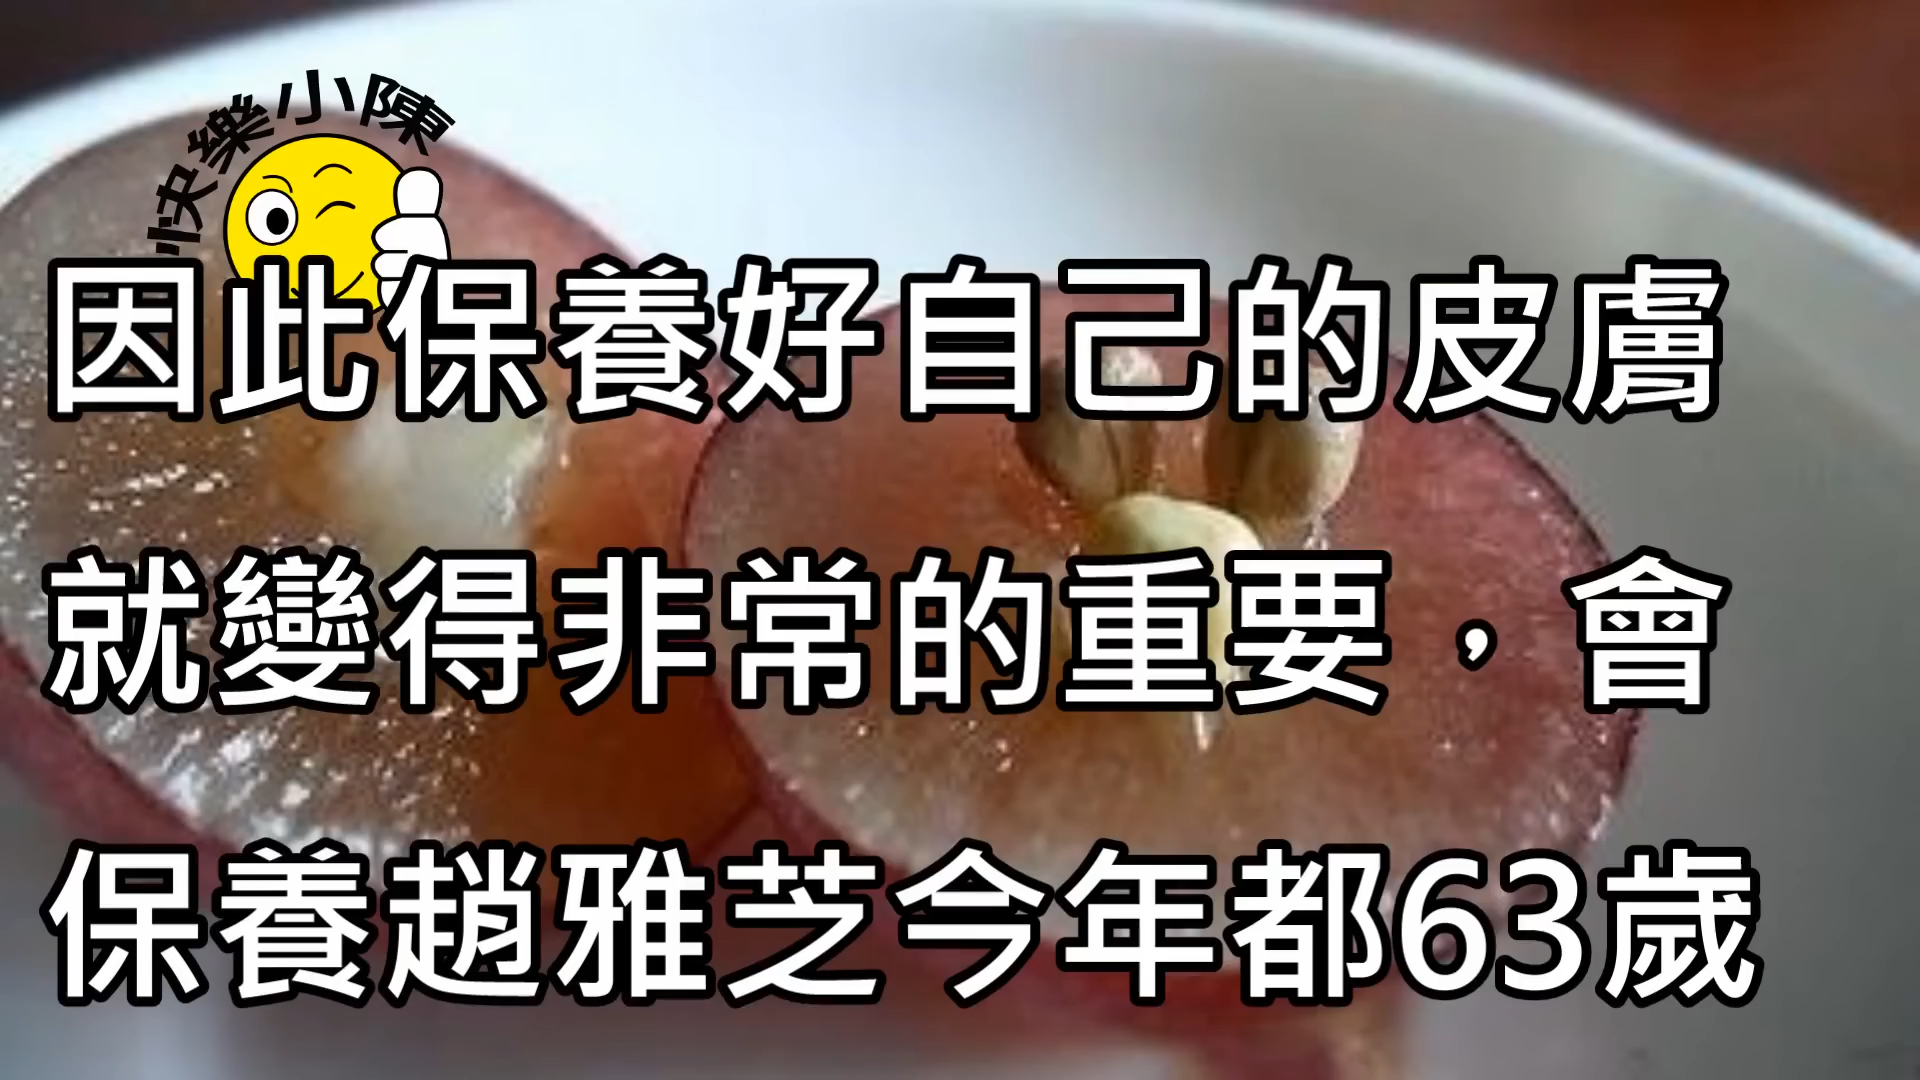 快樂小陳
因此保養好自己的皮膚
就變得非常的重要，會
保養趙雅芝今年都63歲